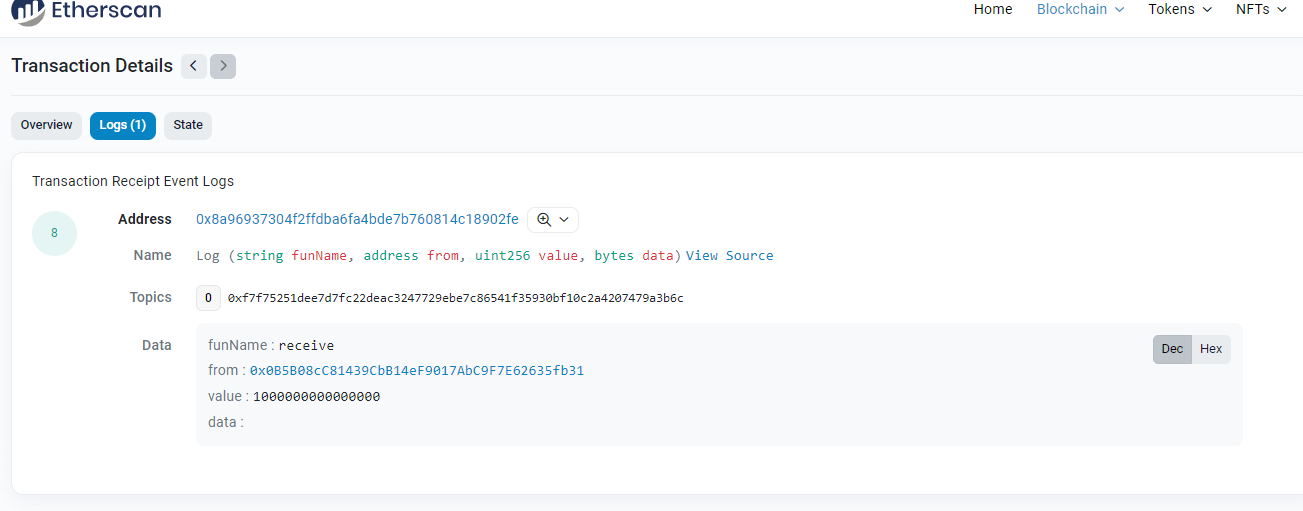 Etherscan
Home Blockchain Tokens NFTs
Transaction Details
Overview Logs (1) State
Transaction Receipt Event Logs
8 Address 0x8a96937304f2ffdba6fa4bde7b760814c18902fe
Name Log (string funName, address from, uint256 value, bytes data) View Source
Topics 0 0xf7f75251dee7d7fc22deac3247729ebe7c86541f35930bf10c2a4207479a3b6c
Data funName : receive Dec Hex
from : 0x0B5B08cC81439CbB14eF9017AbC9F7E62635fb31
value : 1000000000000000
data :